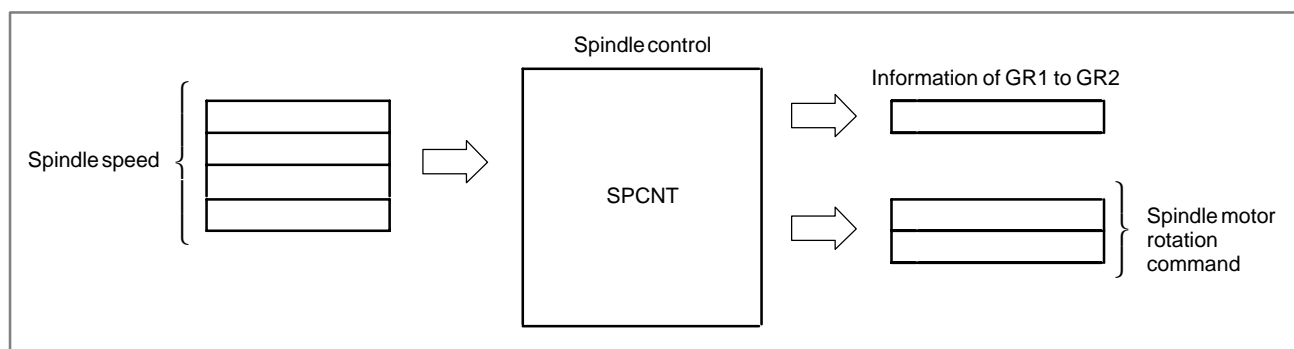 Spindle control
Information of GR1 to GR2
Spindle speed
SPCNT
Spindle motor
rotation
command